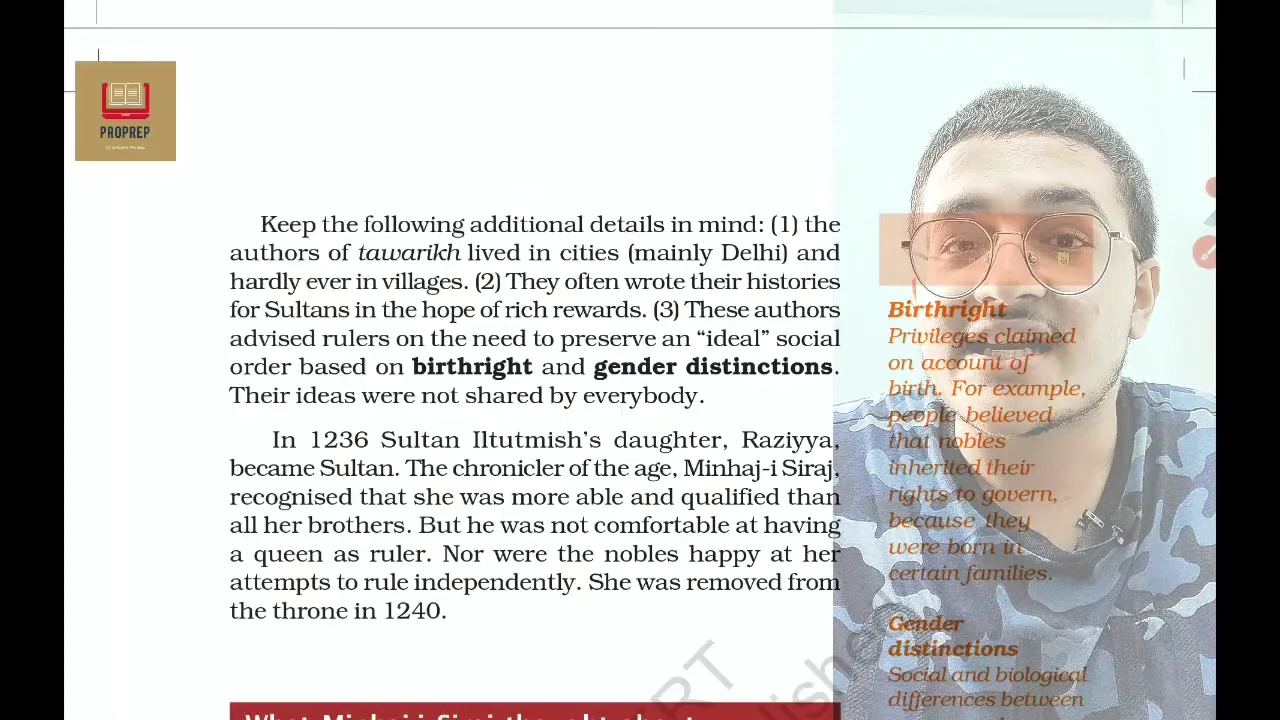 PROPREP
Keep the following additional details in mind: (1) the
authors of tawarikh lived in cities (mainly Delhi) and
hardly ever in villages. (2) They often wrote their histories
for Sultans in the hope of rich rewards. (3) These authors
advised rulers on the need to preserve an “ideal” social
order based on birthright and gender distinctions.
Their ideas were not shared by everybody.
In 1236 Sultan Iltutmish’s daughter, Raziyya,
became Sultan. The chronicler of the age, Minhaj-i Siraj,
recognised that she was more able and qualified than
all her brothers. But he was not comfortable at having
a queen as ruler. Nor were the nobles happy at her
attempts to rule independently. She was removed from
the throne in 1240.
Birthright
Privileges claimed
on account of
birth. For example,
people believed
that nobles
inherited their
rights to govern,
because they
were born in
certain families.
Gender
distinctions
Social and biological
differences between
What Minhaj-i Siraj thought about